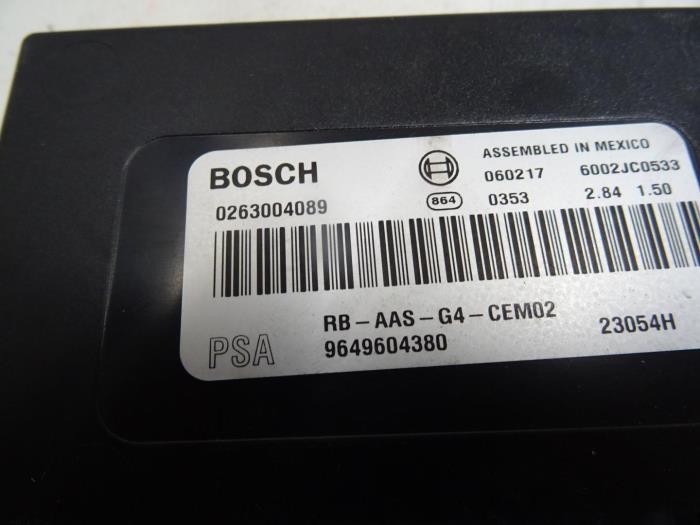 BOSCH
ASSEMBLED IN MEXICO
060217 6002JC0533
0263004089
864 0353 2.84 1.50
RB-AAS-G4-CEM02
23054H
PSA 9649604380